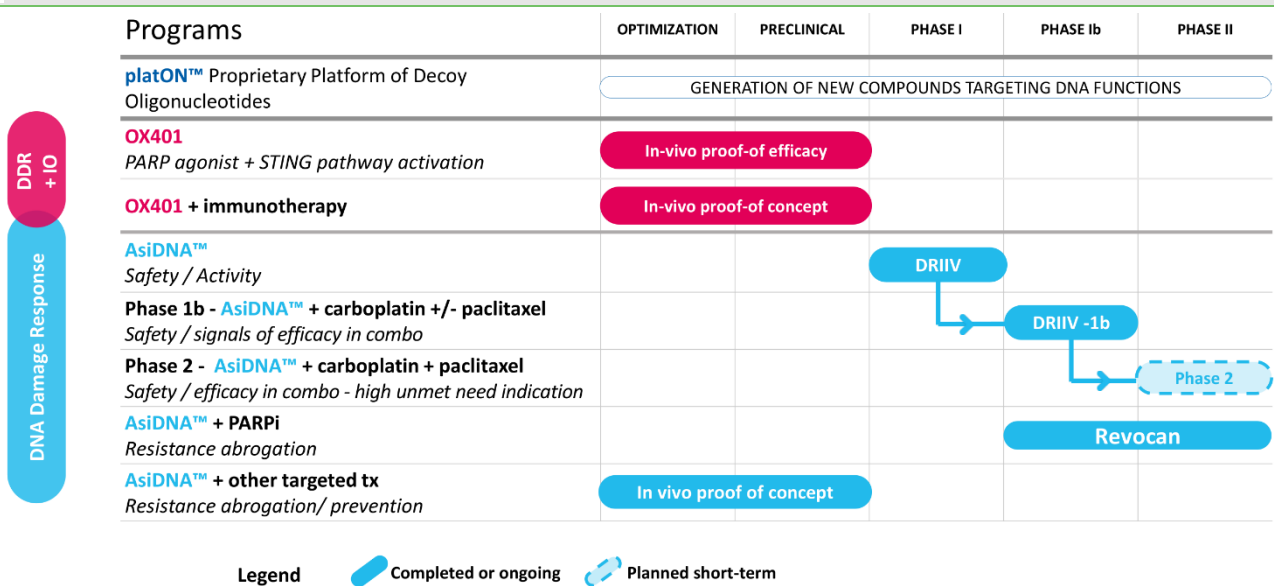 Programs
OPTIMIZATION
PRECLINICAL
PHASE I
PHASE Ib
PHASE II
platON™ Proprietary Platform of Decoy
Oligonucleotides
GENERATION OF NEW COMPOUNDS TARGETING DNA FUNCTIONS
DDR
+ IO
OX401
PARP agonist + STING pathway activation
In-vivo proof-of efficacy
OX401 + immunotherapy
In-vivo proof-of concept
DNA Damage Response
AsiDNA™
Safety / Activity
DRIIV
Phase 1b - AsiDNA™ + carboplatin +/- paclitaxel
Safety / signals of efficacy in combo
DRIIV -1b
Phase 2 - AsiDNA™ + carboplatin + paclitaxel
Safety / efficacy in combo - high unmet need indication
Phase 2
AsiDNA™ + PARPi
Resistance abrogation
Revocan
AsiDNA™ + other targeted tx
Resistance abrogation/ prevention
In vivo proof of concept
Legend
Completed or ongoing
Planned short-term